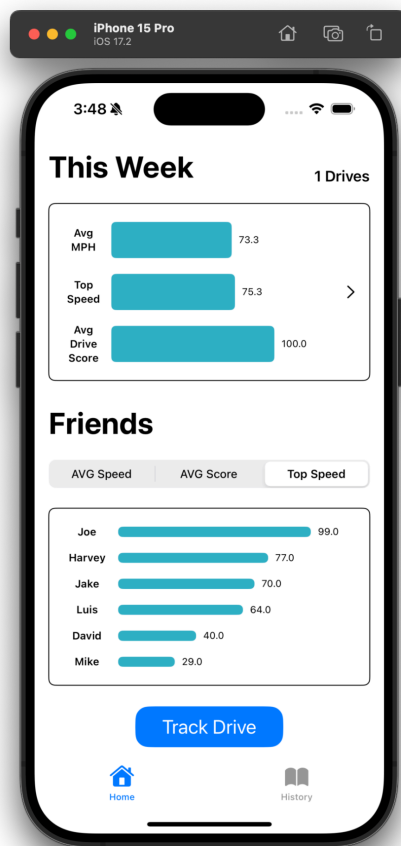 iPhone 15 Pro
iOS 17.2
3:48
This Week
1 Drives
Avg
MPH
73.3
Top
Speed
75.3
Avg
Drive
Score
100.0
Friends
AVG Speed AVG Score Top Speed
Joe 99.0
Harvey 77.0
Jake 70.0
Luis 64.0
David 40.0
Mike 29.0
Track Drive
Home History